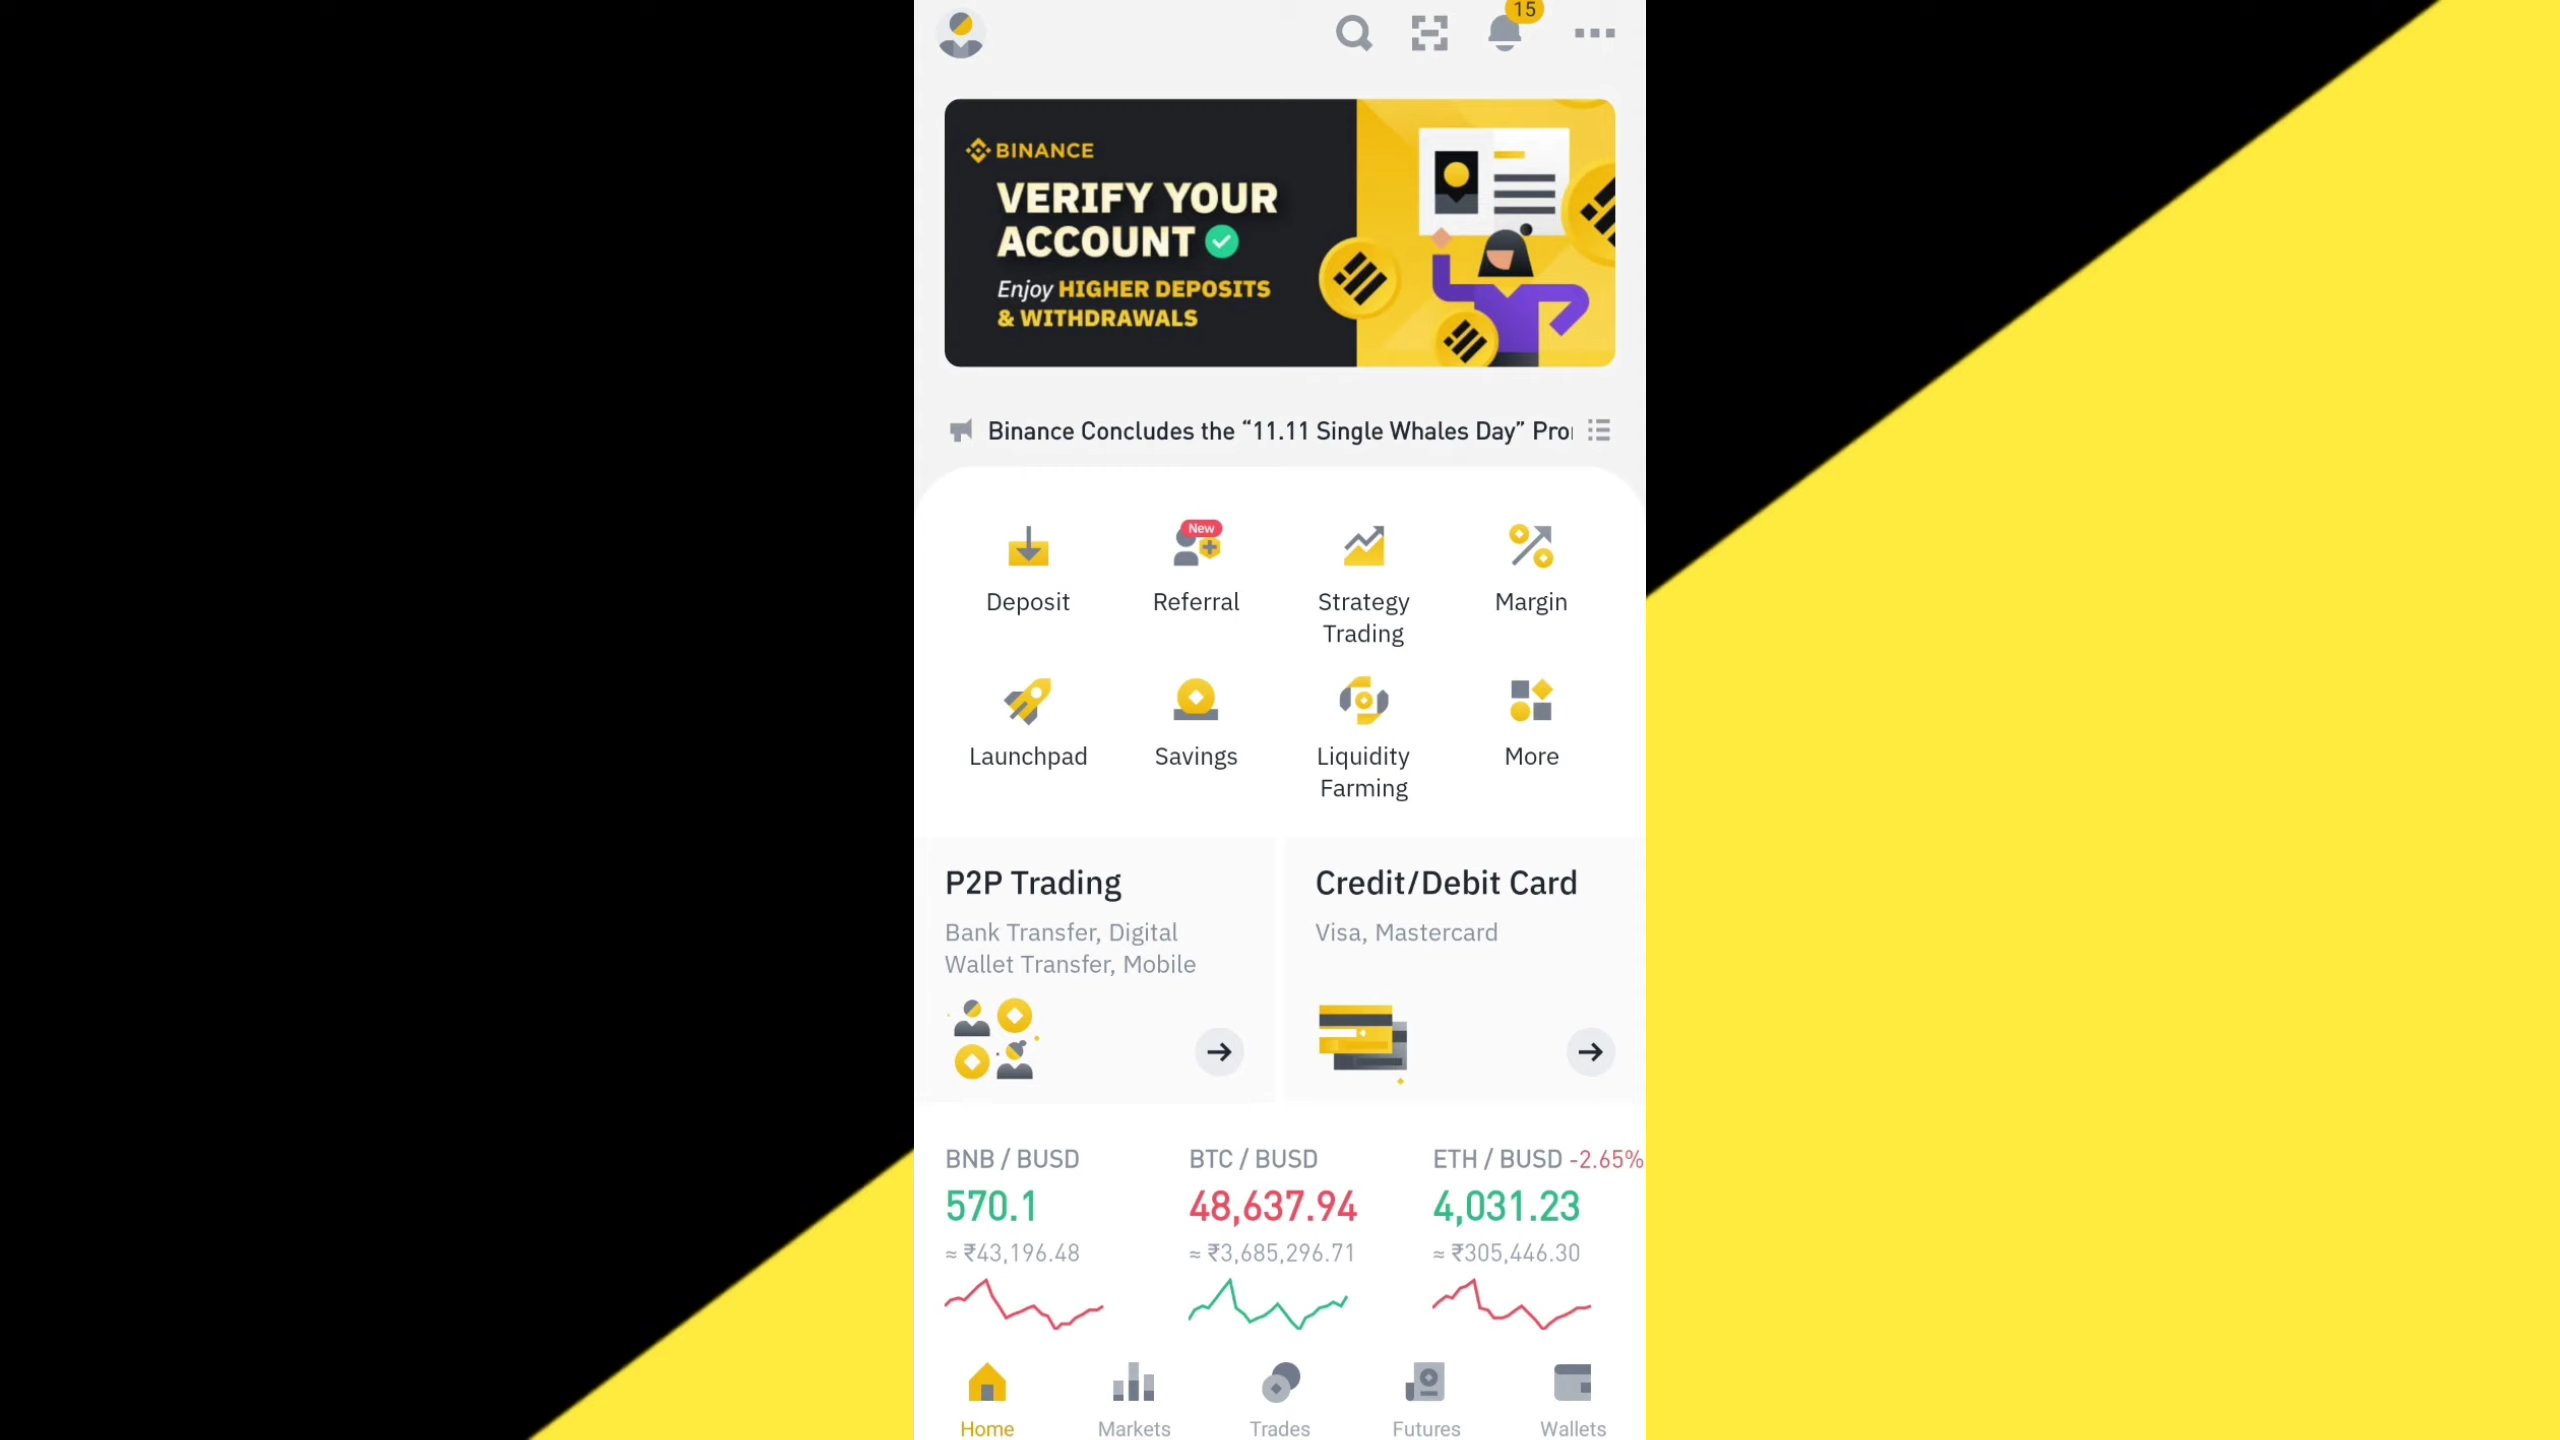 15
BINANCE
VERIFY YOUR
ACCOUNT
Enjoy HIGHER DEPOSITS
& WITHDRAWALS
Binance Concludes the “11.11 Single Whales Day” Pro
New
Deposit
Referral
Strategy
Trading
Margin
Launchpad
Savings
Liquidity
Farming
More
P2P Trading
Bank Transfer, Digital
Wallet Transfer, Mobile
Credit/Debit Card
Visa, Mastercard
BNB / BUSD
570.1
≈ ₹43,196.48
BTC / BUSD
48,637.94
≈ ₹3,685,296.71
ETH / BUSD -2.65%
4,031.23
≈ ₹305,446.30
Home
Markets
Trades
Futures
Wallets